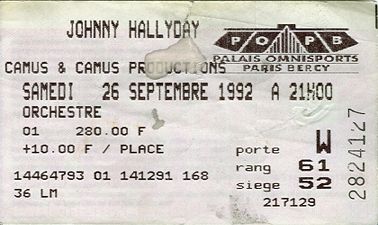 JOHNNY HALLYDAY
POPB
PALAIS OMNISPORTS
PARIS BERCY
CAMUS & CAMUS PRODUCTIONS
SAMEDI 26 SEPTEMBRE 1992 A 21H00
ORCHESTRE
01 280.00 F
+10.00 F / PLACE
porte W
rang 61
siege 52
14464793 01 141291 168
36 LM
217129
2824127